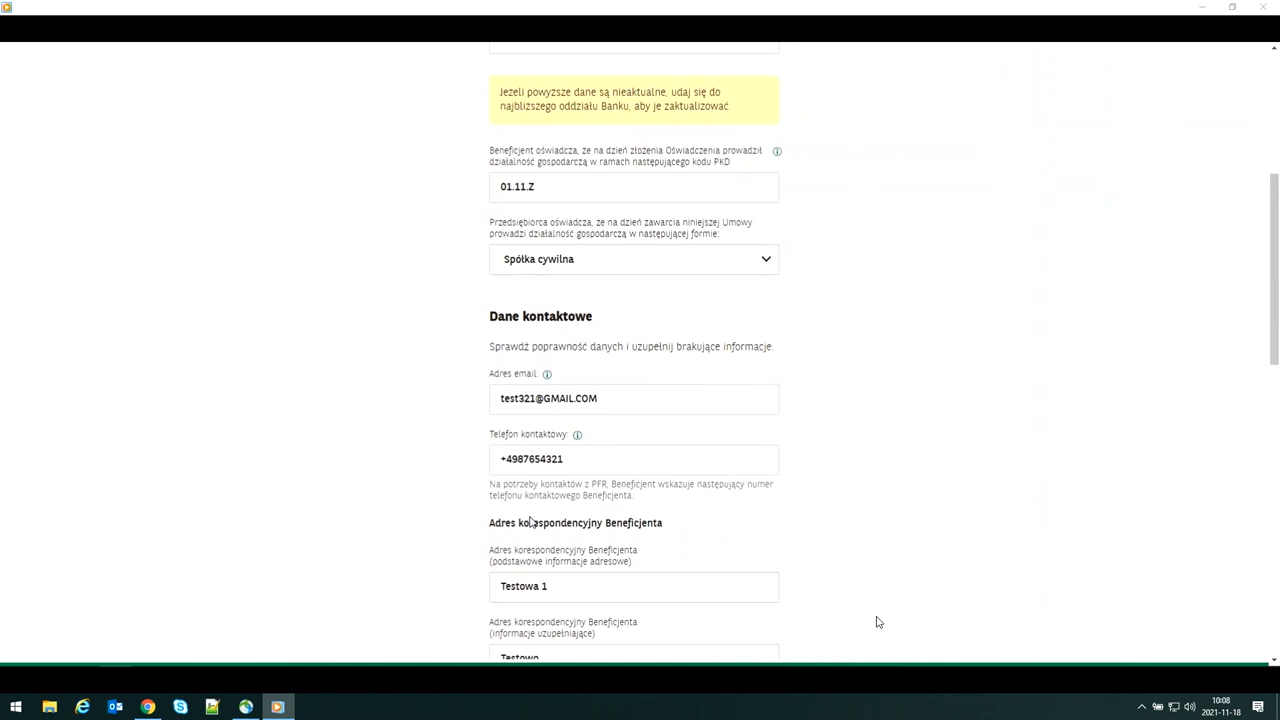 Jeżeli powyższe dane są nieaktualne, udaj się do
najbliższego oddziału Banku, aby je zaktualizować.
Beneficjent oświadcza, że na dzień złożenia Oświadczenia prowadził
działalność gospodarczą w ramach następującego kodu PKD
01.11.Z
Przedsiębiorca oświadcza, że na dzień zawarcia niniejszej Umowy
prowadzi działalność gospodarczą w następującej formie:
Spółka cywilna
Dane kontaktowe
Sprawdź poprawność danych i uzupełnij brakujące informacje.
Adres email:
test321@GMAIL.COM
Telefon kontaktowy:
+4987654321
Na potrzeby kontaktów z PFR, Beneficjent wskazuje następujący numer
telefonu kontaktowego Beneficjenta.
Adres korespondencyjny Beneficjenta
Adres korespondencyjny Beneficjenta
(podstawowe informacje adresowe)
Testowa 1
Adres korespondencyjny Beneficjenta
(informacje uzupełniające)
Testowo
10:08
2021-11-18